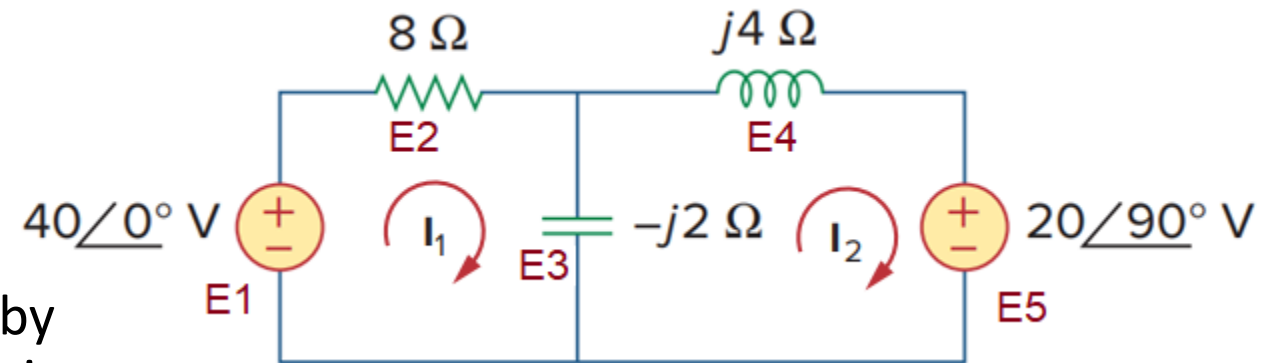 8 Ω
j4 Ω
E2
E4
40∠0° V
+
−
I₁
−j2 Ω
I₂
+
−
20∠90° V
E3
E1
E5
by